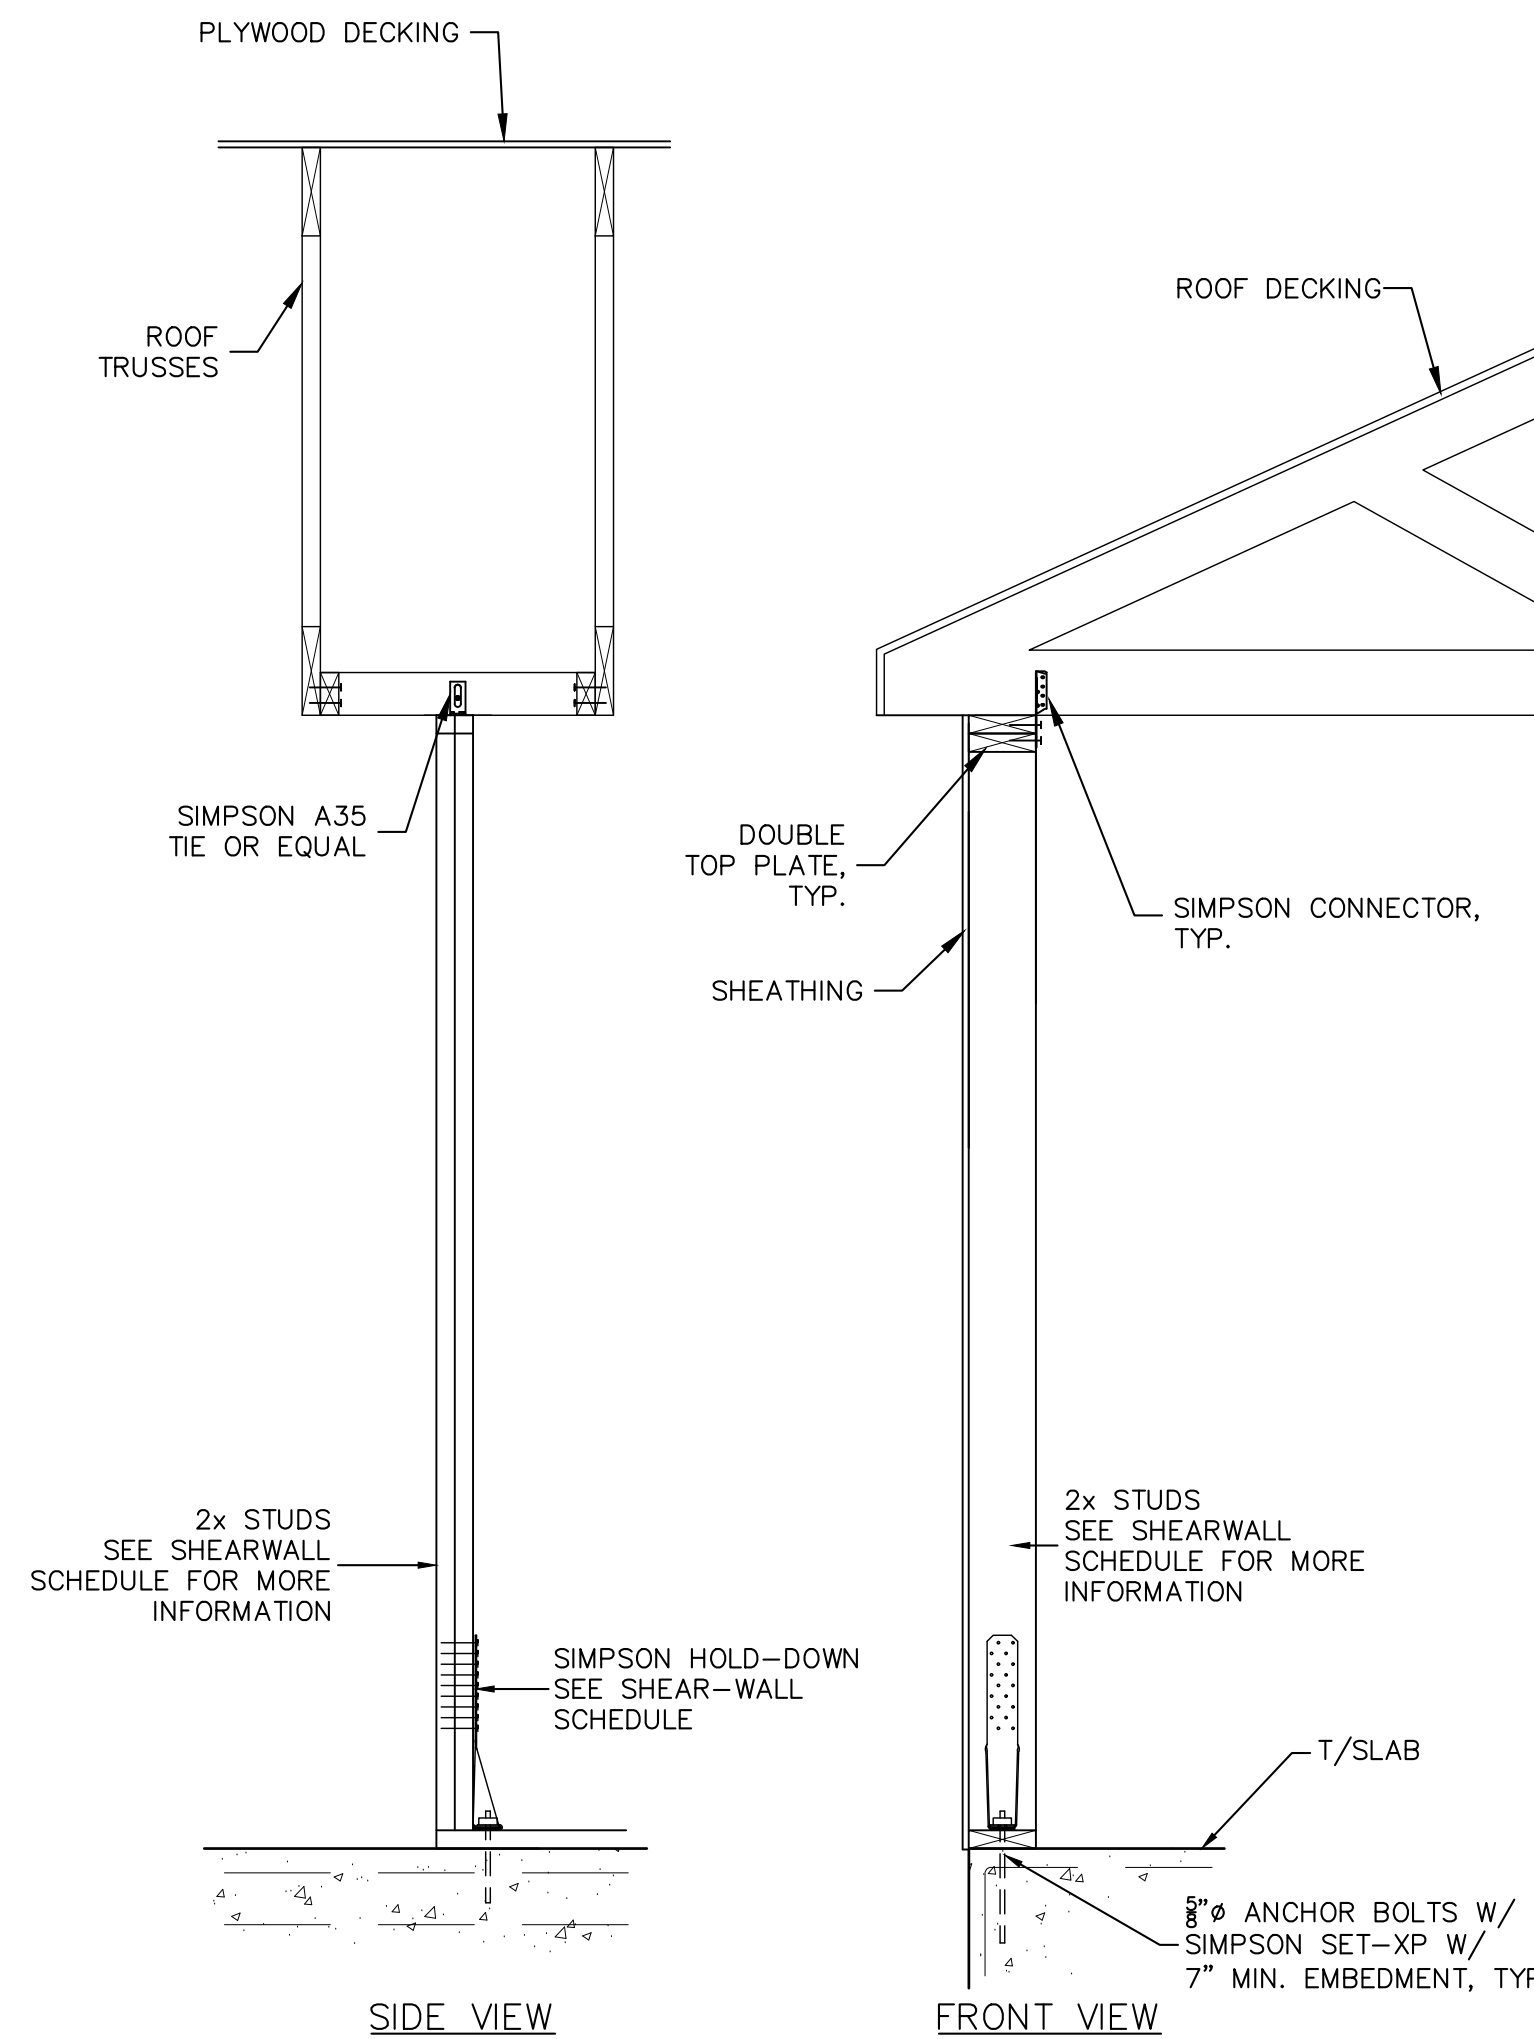 PLYWOOD DECKING
ROOF
TRUSSES
SIMPSON A35
TIE OR EQUAL
2x STUDS
SEE SHEARWALL
SCHEDULE FOR MORE
INFORMATION
SIMPSON HOLD-DOWN
SEE SHEAR-WALL
SCHEDULE
SIDE VIEW
ROOF DECKING
DOUBLE
TOP PLATE,
TYP.
SIMPSON CONNECTOR,
TYP.
SHEATHING
2x STUDS
SEE SHEARWALL
SCHEDULE FOR MORE
INFORMATION
T/SLAB
5/8"ø ANCHOR BOLTS W/
SIMPSON SET-XP W/
7" MIN. EMBEDMENT,
FRONT VIEW